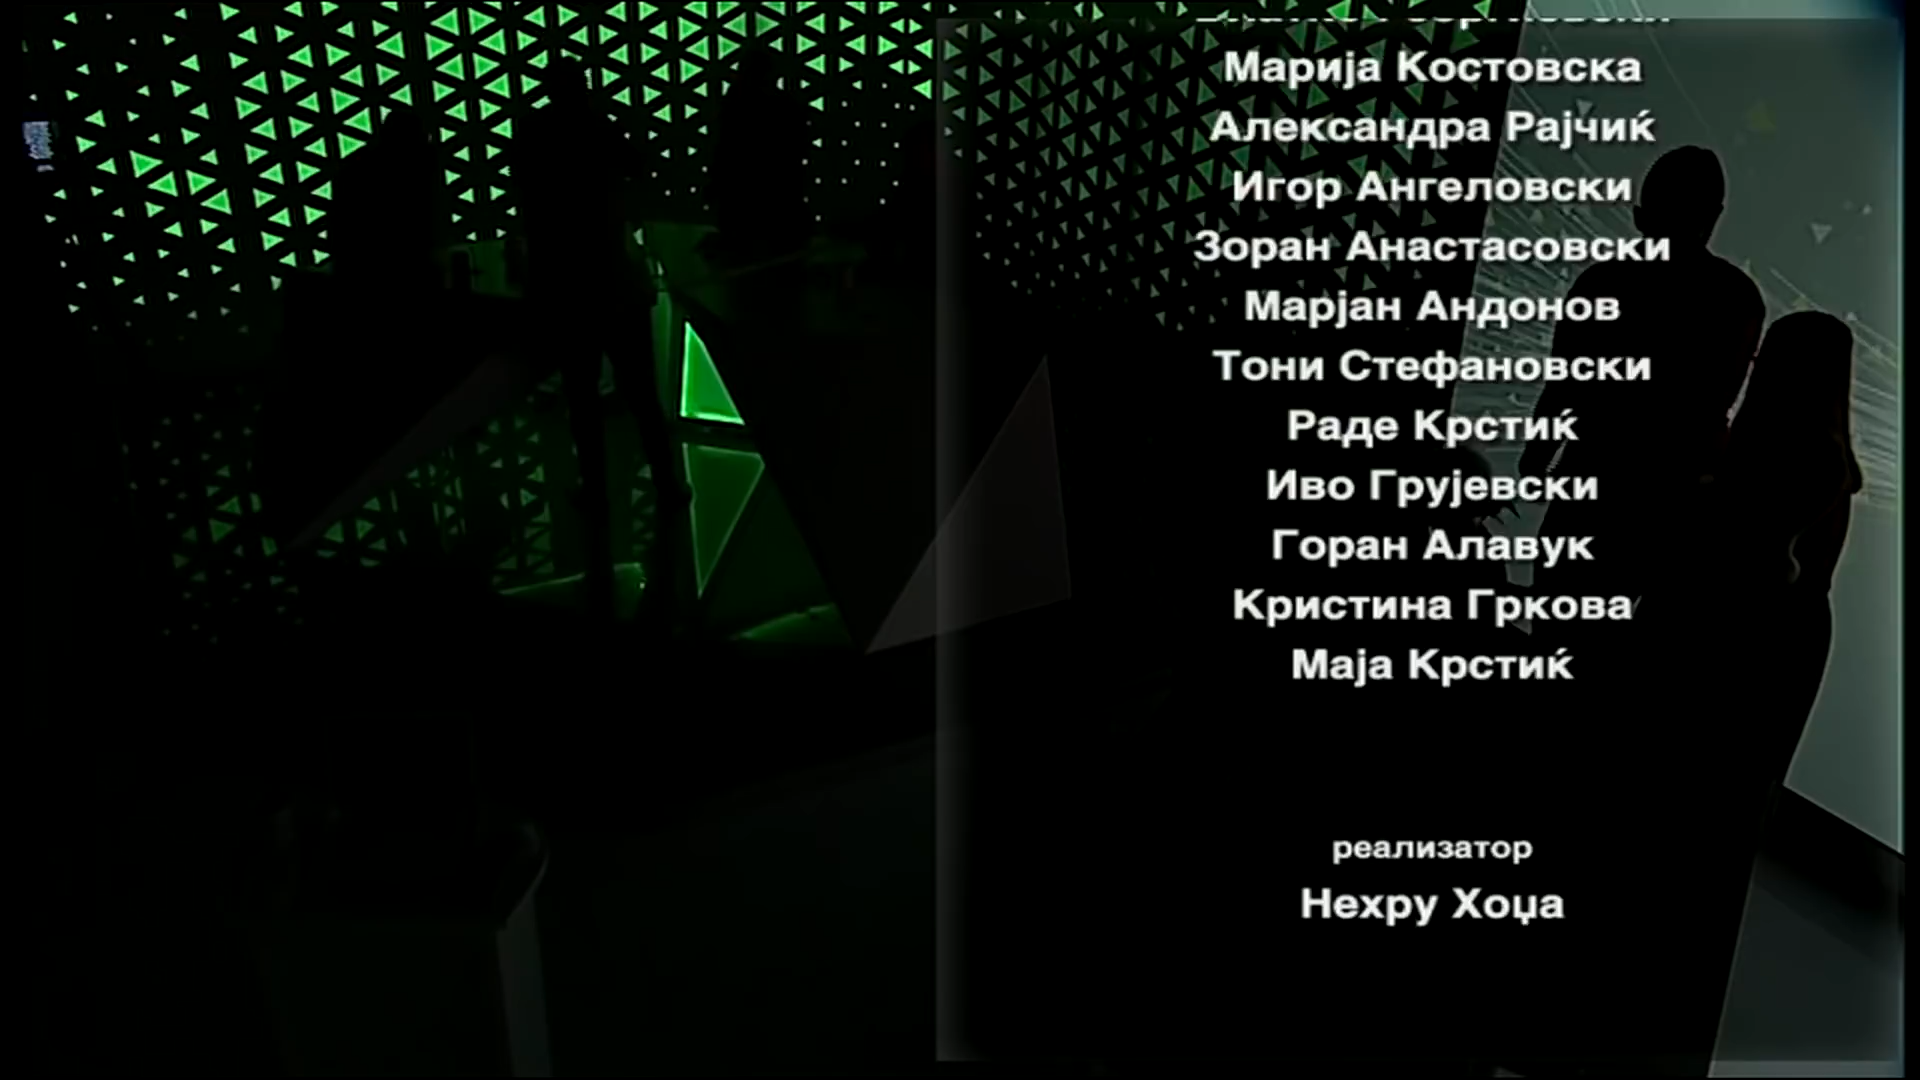 Марија Костовска
Александра Рајчиќ
Игор Ангеловски
Зоран Анастасовски
Марјан Андонов
Тони Стефановски
Раде Крстиќ
Иво Грујевски
Горан Алавук
Кристина Гркова
Маја Крстиќ
реализатор
Нехру Хоџа